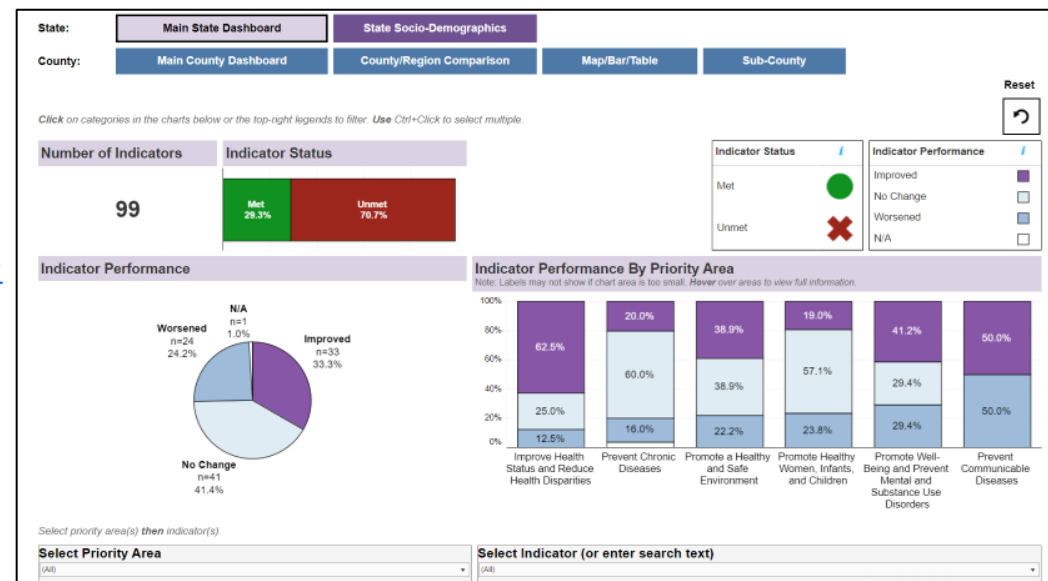 State:
Main State Dashboard
State Socio-Demographics
County:
Main County Dashboard
County/Region Comparison
Map/Bar/Table
Sub-County
Reset
Click on categories in the charts below or the top-right legends to filter. Use Ctrl+Click to select multiple.
Number of Indicators
Indicator Status
99
Met
29.3%
Unmet
70.7%
Indicator Status i
Met
Unmet
Indicator Performance i
Improved
No Change
Worsened
N/A
Indicator Performance
N/A
n=1
1.0%
Worsened
n=24
24.2%
Improved
n=33
33.3%
No Change
n=41
41.4%
Indicator Performance By Priority Area
Note: Labels may not show if chart area is too small. Hover over areas to view full information.
100%
80%
60%
40%
20%
0%
62.5%
25.0%
12.5%
20.0%
60.0%
16.0%
38.9%
38.9%
22.2%
19.0%
57.1%
23.8%
41.2%
29.4%
29.4%
50.0%
50.0%
Improve Health
Status and Reduce
Health Disparities
Prevent Chronic
Diseases
Promote a Healthy
and Safe
Environment
Promote Healthy
Women, Infants,
and Children
Promote Well-
Being and Prevent
Mental and
Substance Use
Disorders
Prevent
Communicable
Diseases
Select priority area(s) then indicator(s).
Select Priority Area
(All)
Select Indicator (or enter search text)
(All)